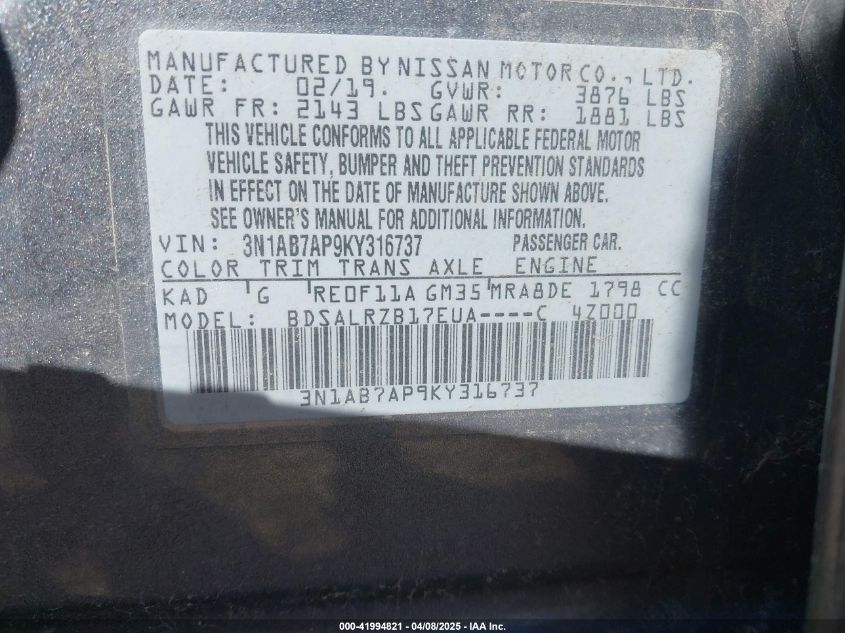 MANUFACTURED BY NISSAN MOTOR CO., LTD.
DATE: 02/19. GVWR: 3876 LBS
GAWR FR: 2143 LBS GAWR RR: 1881 LBS
THIS VEHICLE CONFORMS TO ALL APPLICABLE FEDERAL MOTOR
VEHICLE SAFETY, BUMPER AND THEFT PREVENTION STANDARDS
IN EFFECT ON THE DATE OF MANUFACTURE SHOWN ABOVE.
SEE OWNER'S MANUAL FOR ADDITIONAL INFORMATION.
VIN: 3N1AB7AP9KY316737 PASSENGER CAR.
COLOR TRIM TRANS AXLE ENGINE
KAD G RE0F11A GM35 MRA8DE 1798 CC
MODEL: BDSALRZB17EUA----C 4Z000
3N1AB7AP9KY316737
000-41994821 | 04/08/2025 - IAA Inc.